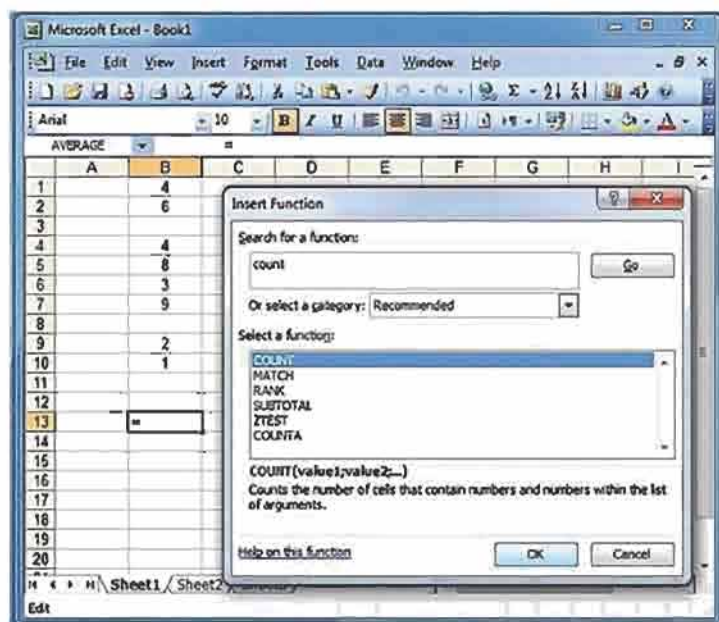 Microsoft Excel - Book1
File Edit View Insert Format Tools Data Window Help
Arial 10 B I U
AVERAGE =
A B C D E F G H I
1 4
2 6
3
4 4
5 8
6 3
7 9
8
9 2
10 1
11
12
13 =
14
15
16
17
18
19
20
Insert Function
Search for a function:
count
Go
Or select a category: Recommended
Select a function:
COUNT
MATCH
RANK
SUBTOTAL
ZTEST
COUNTA
COUNT(value1;value2;...)
Counts the number of cells that contain numbers and numbers within the list
of arguments.
Help on this function
OK Cancel
Sheet1 Sheet2
Edit